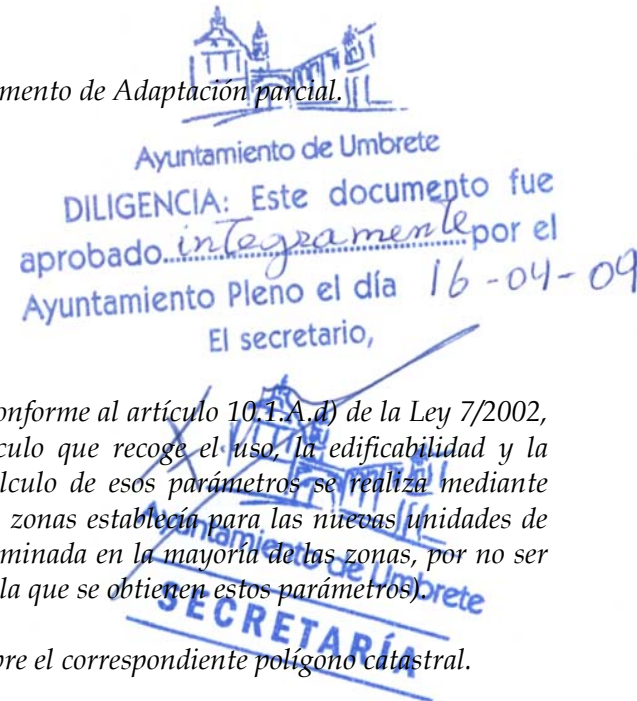 mento de Adaptación parcial.
Ayuntamiento de Umbrete
DILIGENCIA: Este documento fue
aprobado integramente por el
Ayuntamiento Pleno el día 16-04-09
El secretario,
onforme al artículo 10.1.A.d) de la Ley 7/2002,
culo que recoge el uso, la edificabilidad y la
lculo de esos parámetros se realiza mediante
zonas establecía para las nuevas unidades de
minada en la mayoría de las zonas, por no ser
la que se obtienen estos parámetros).
Ayuntamiento de Umbrete
SECRETARÍA
bre el correspondiente polígono catastral.